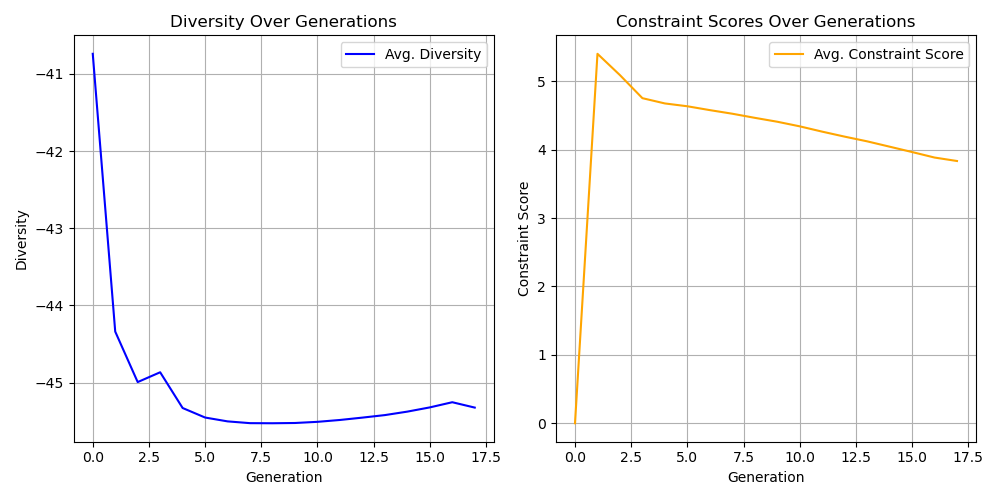 Diversity Over Generations
Avg. Diversity
−41
−42
−43
−44
−45
Diversity
0.0 2.5 5.0 7.5 10.0 12.5 15.0 17.5
Generation
Constraint Scores Over Generations
Avg. Constraint Score
5
4
3
2
1
0
Constraint Score
0.0 2.5 5.0 7.5 10.0 12.5 15.0 17.5
Generation